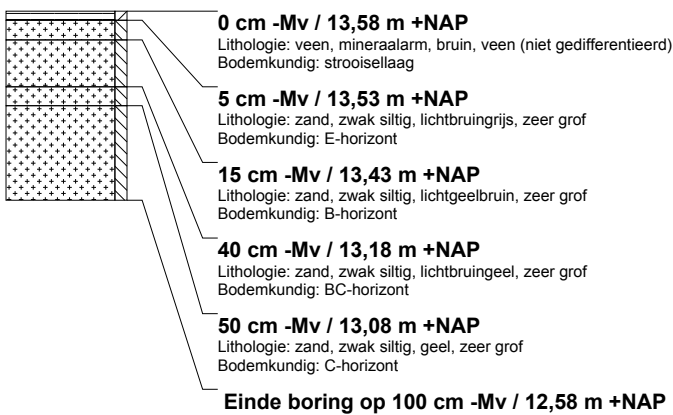 0 cm -Mv / 13,58 m +NAP
Lithologie: veen, mineraalarm, bruin, veen (niet gedifferentieerd)
Bodemkundig: strooisellaag
5 cm -Mv / 13,53 m +NAP
Lithologie: zand, zwak siltig, lichtbruingrijs, zeer grof
Bodemkundig: E-horizont
15 cm -Mv / 13,43 m +NAP
Lithologie: zand, zwak siltig, lichtgeelbruin, zeer grof
Bodemkundig: B-horizont
40 cm -Mv / 13,18 m +NAP
Lithologie: zand, zwak siltig, lichtbruingeel, zeer grof
Bodemkundig: BC-horizont
50 cm -Mv / 13,08 m +NAP
Lithologie: zand, zwak siltig, geel, zeer grof
Bodemkundig: C-horizont
Einde boring op 100 cm -Mv / 12,58 m +NAP